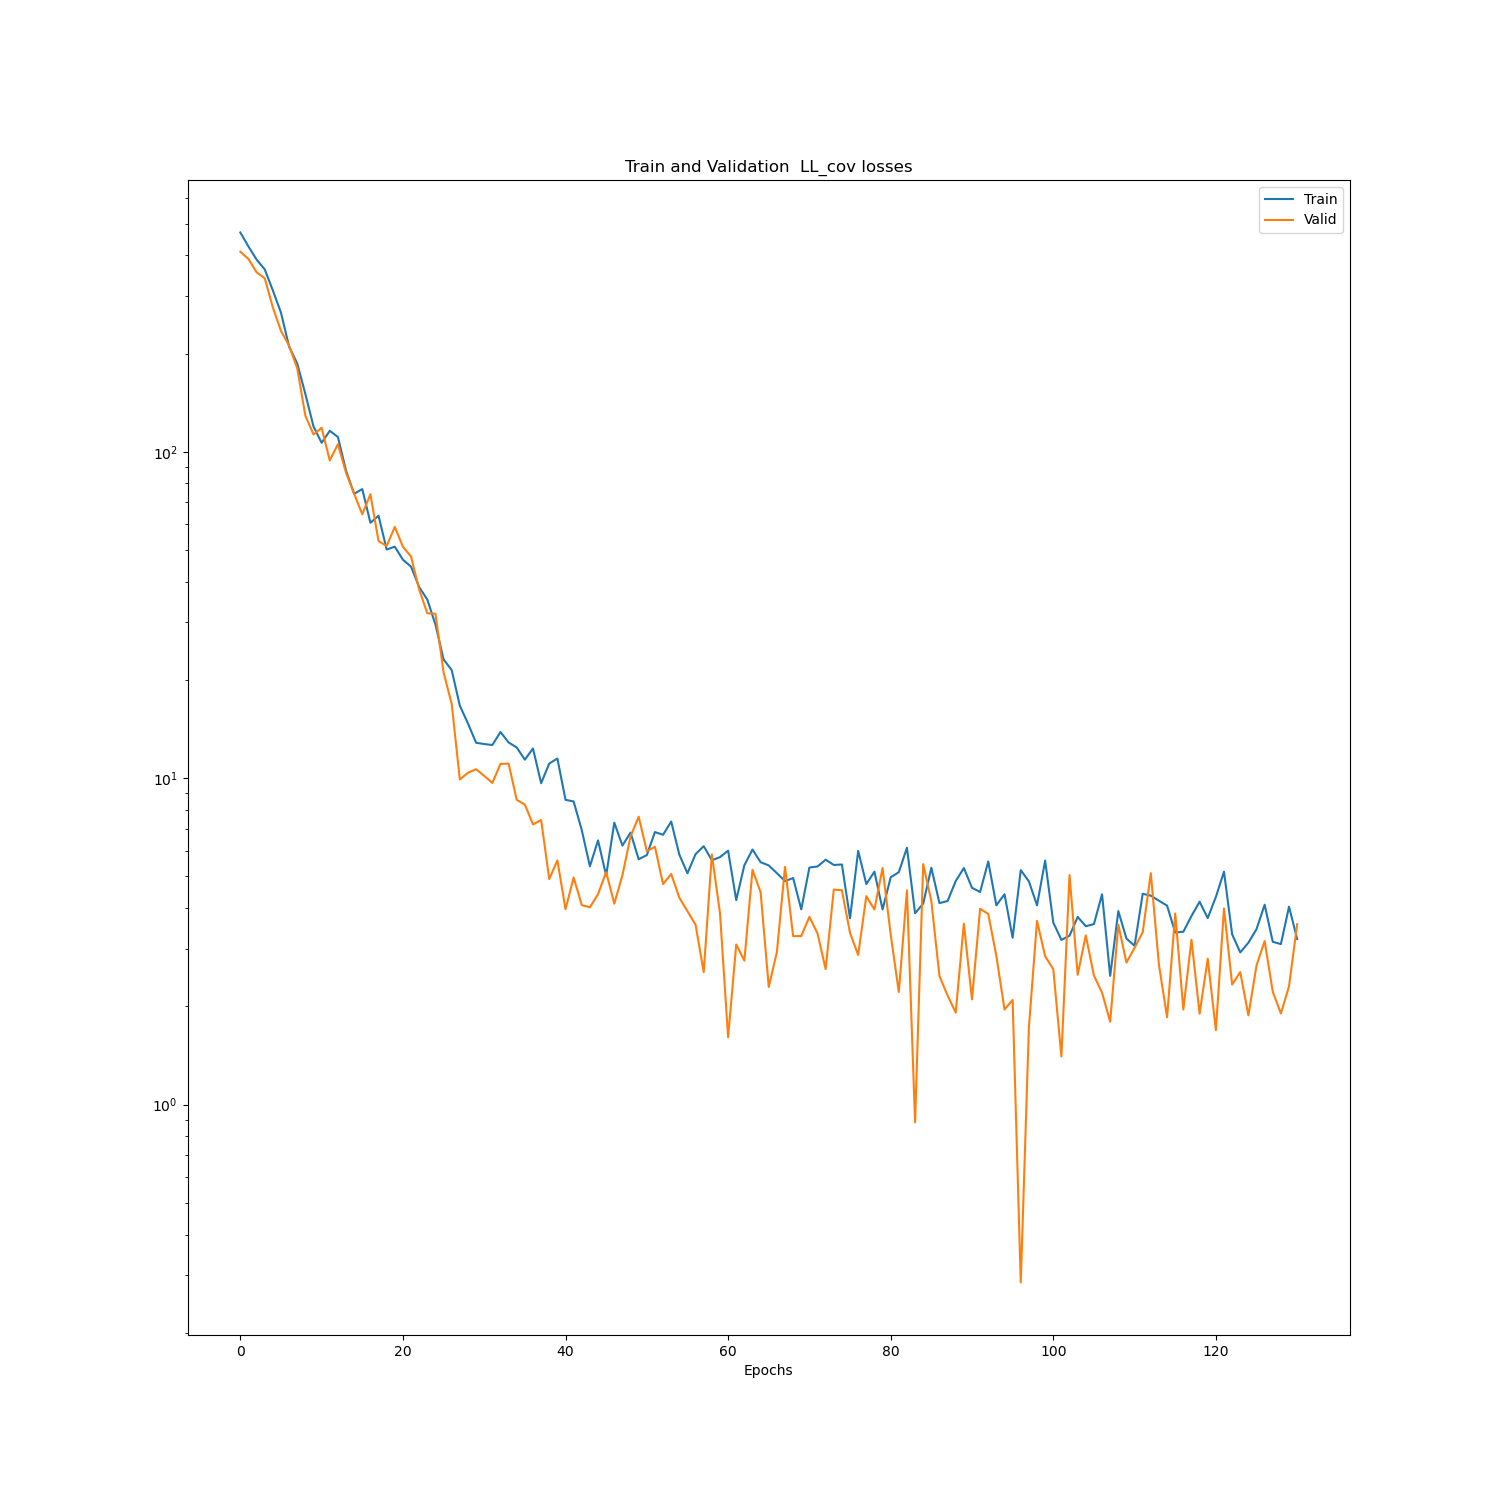 Train and Validation  LL_cov losses
Train
Valid
10²
10¹
10⁰
0 20 40 60 80 100 120
Epochs